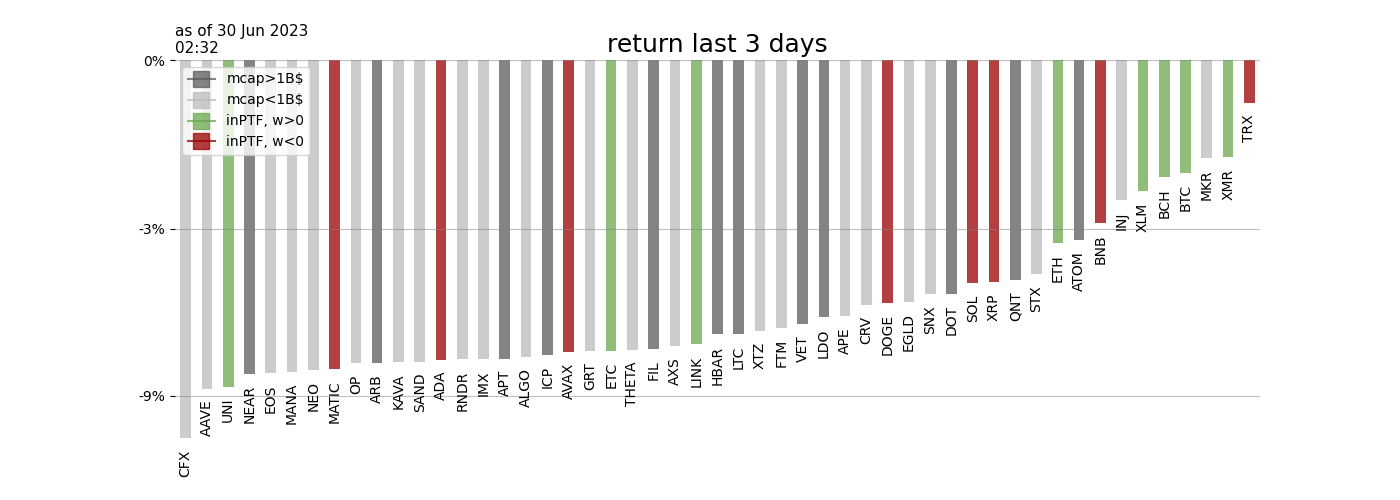 as of 30 Jun 2023
02:32
return last 3 days
0%
-3%
-9%
mcap>1B$
mcap<1B$
inPTF, w>0
inPTF, w<0
CFX
AAVE
UNI
NEAR
EOS
MANA
NEO
MATIC
OP
ARB
KAVA
SAND
ADA
RNDR
IMX
APT
ALGO
ICP
AVAX
GRT
ETC
THETA
FIL
AXS
LINK
HBAR
LTC
XTZ
FTM
VET
LDO
APE
CRV
DOGE
EGLD
SNX
DOT
SOL
XRP
QNT
STX
ETH
ATOM
BNB
INJ
XLM
BCH
BTC
MKR
XMR
TRX